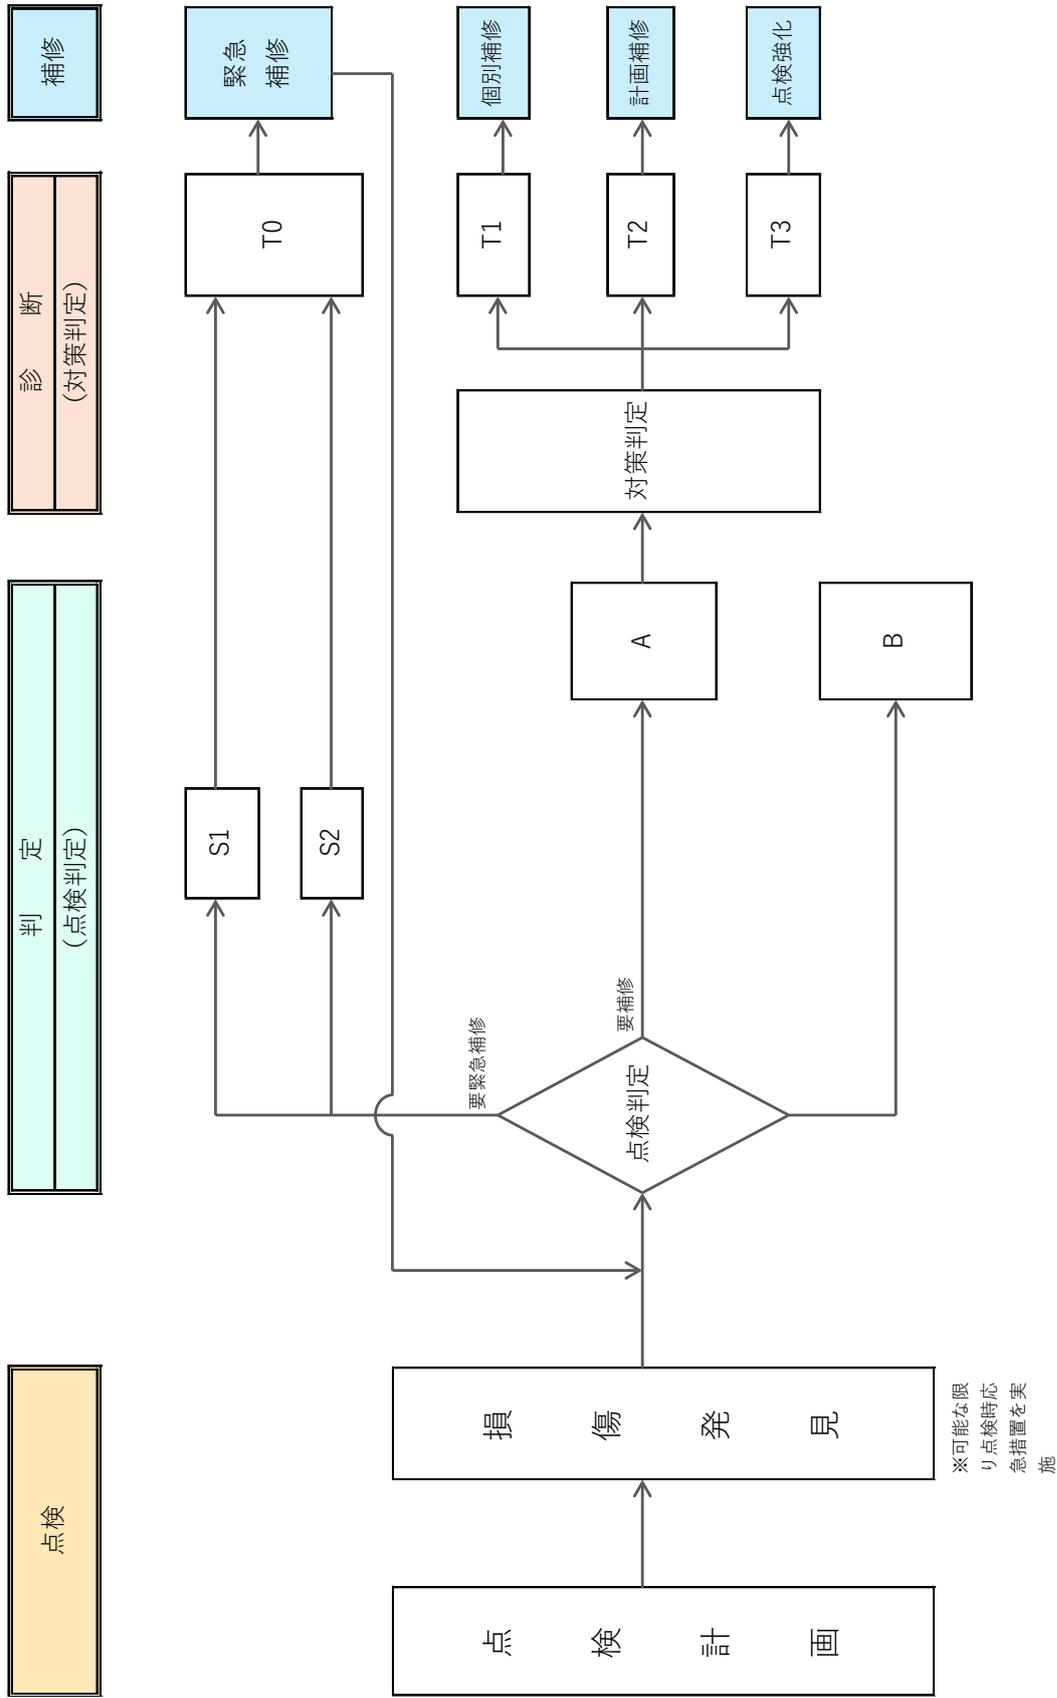 点検
判　定
（点検判定）
診　断
（対策判定）
補修
点検計画
損傷発見
※可能な限
り点検時応
急措置を実
施
点検判定
要緊急補修
要補修
S1
S2
A
B
対策判定
T0
T1
T2
T3
緊急
補修
個別補修
計画補修
点検強化